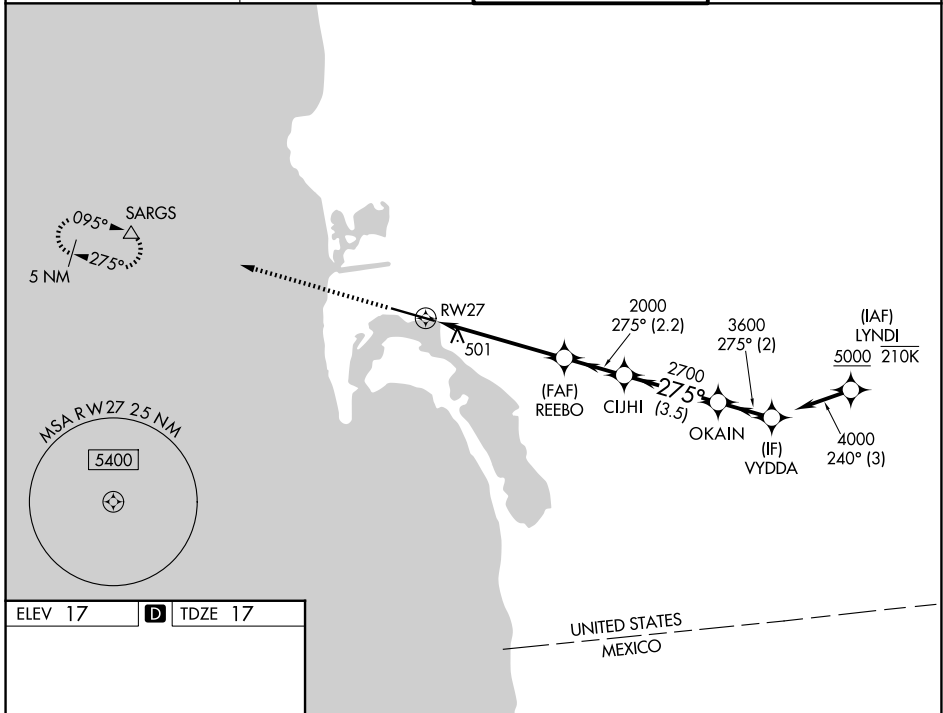 095°
SARGS
275°
5 NM
RW27
501
2000
275° (2.2)
3600
275° (2)
(IAF)
LYNDI
5000 210K
(FAF)
REEBO
CIJHI
2700
275°
(3.5)
OKAIN
(IF)
VYDDA
4000
240° (3)
MSA RW27 25 NM
5400
ELEV 17 D TDZE 17
UNITED STATES
MEXICO